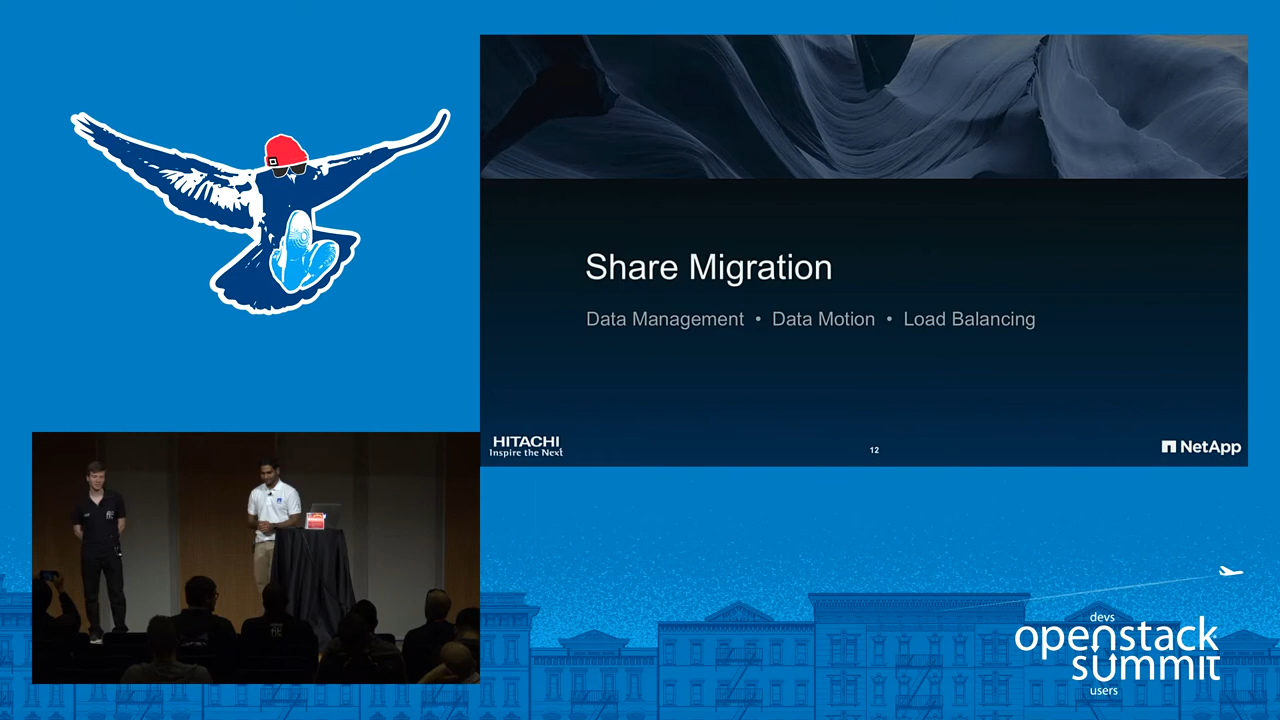 Share Migration
Data Management • Data Motion • Load Balancing
HITACHI
Inspire the Next
12
NetApp
devs
openstack
summit
users